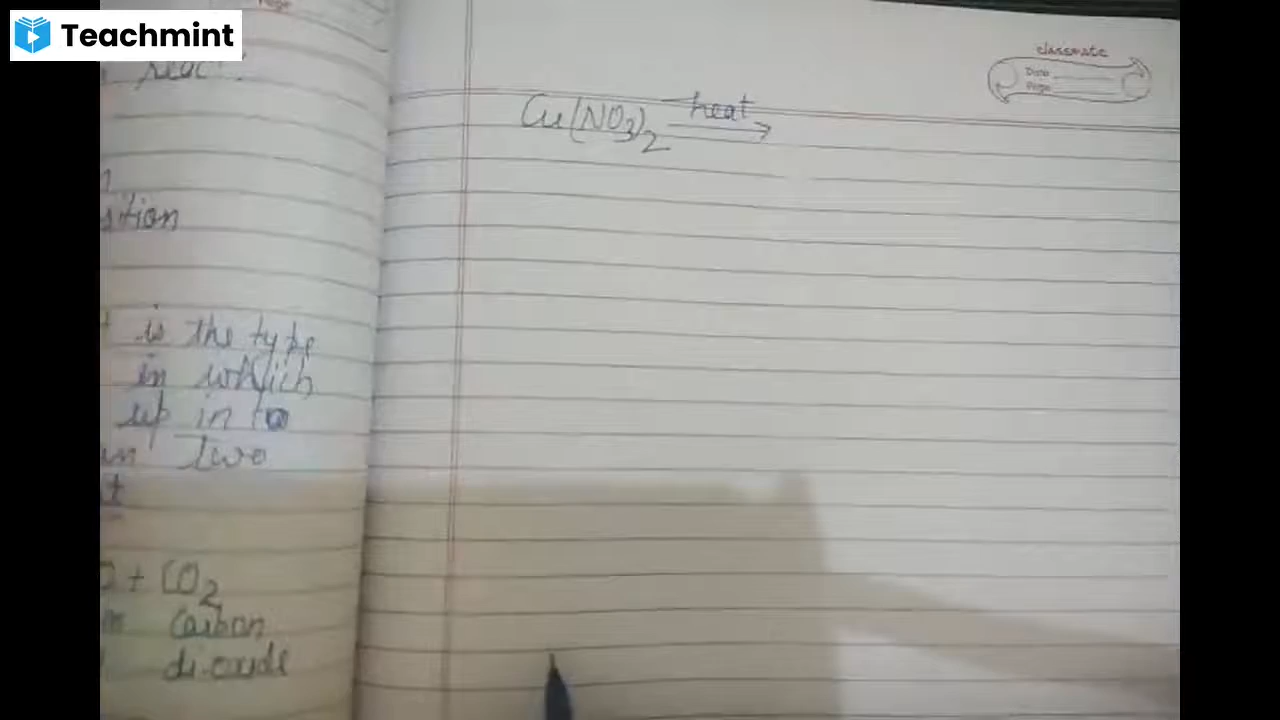 Teachmint
classmate
Date
Page
Cu(NO3)2 heat →
sition
is the type
in which
up in to
Two
+ CO2
Carbon
di-oxide